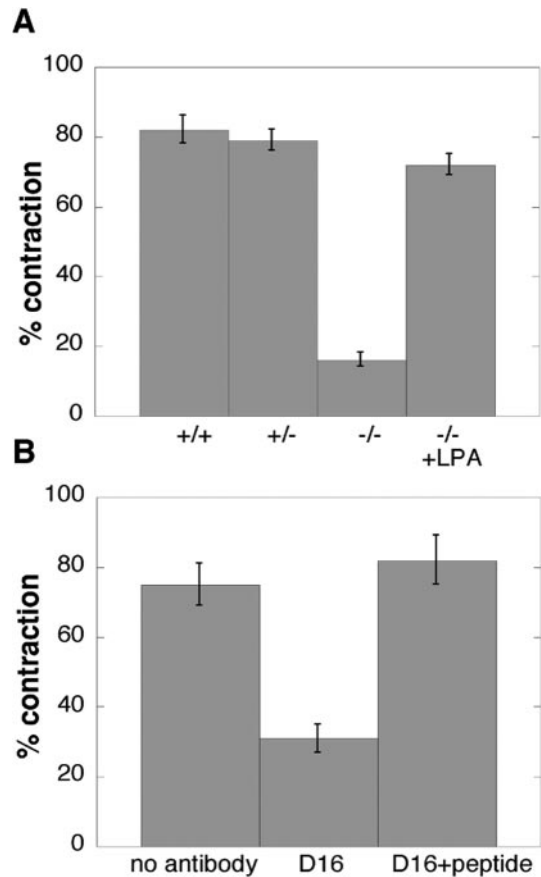 A
100
80
60
40
20
0
% contraction
+/+ +/- -/- -/-
+LPA
B
100
80
60
40
20
0
% contraction
no antibody D16 D16+peptide